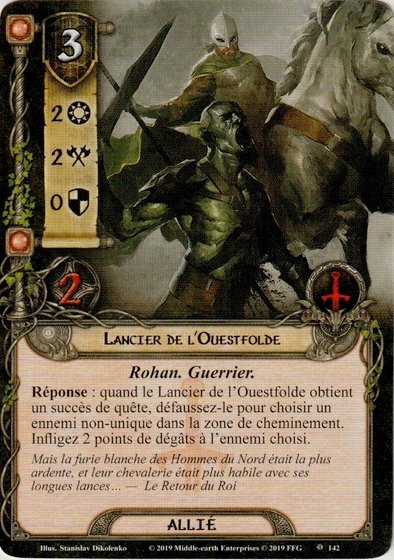 3
2
2
0
2
Lancier de l'Ouestfolde
Rohan. Guerrier.
Réponse : quand le Lancier de l'Ouestfolde obtient
un succès de quête, défaussez-le pour choisir un
ennemi non-unique dans la zone de cheminement.
Infligez 2 points de dégâts à l'ennemi choisi.
Mais la furie blanche des Hommes du Nord était la plus
ardente, et leur chevalerie était plus habile avec ses
longues lances... — Le Retour du Roi
ALLIÉ
Illus. Stanislav Dikolenko © 2019 Middle-earth Enterprises © 2019 FFG 142